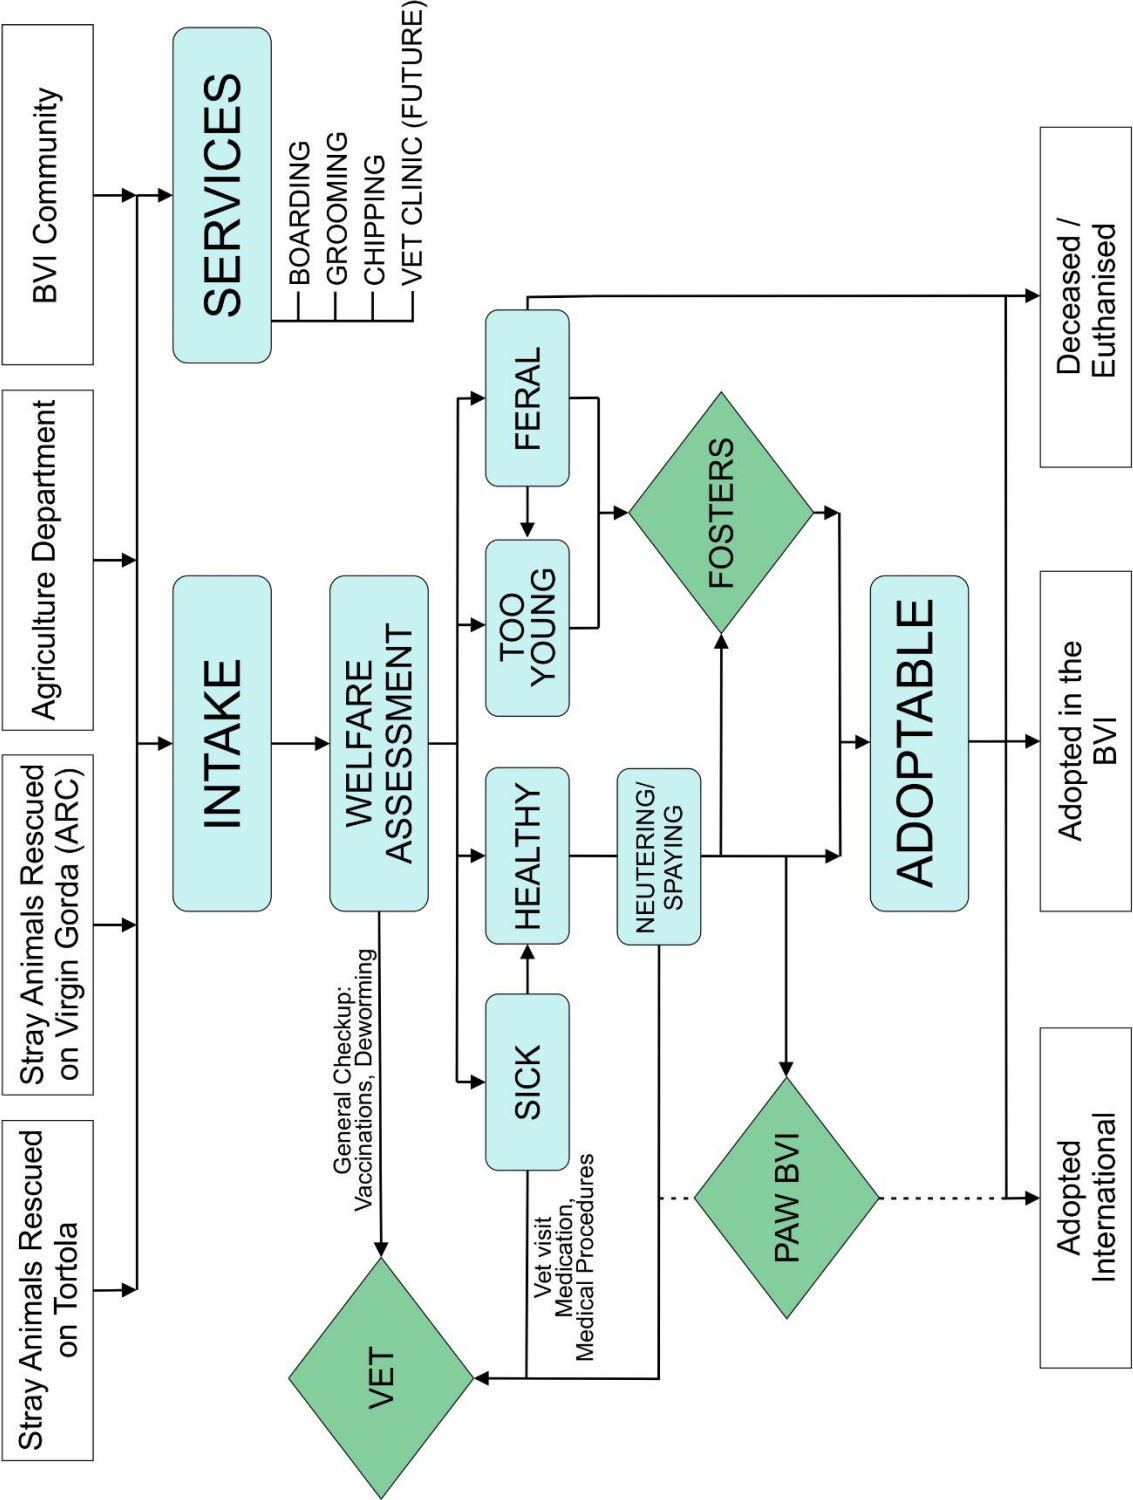 Stray Animals Rescued
on Tortola
Stray Animals Rescued
on Virgin Gorda (ARC)
Agriculture Department
BVI Community
INTAKE
SERVICES
BOARDING
GROOMING
CHIPPING
VET CLINIC (FUTURE)
WELFARE
ASSESSMENT
General Checkup:
Vaccinations, Deworming
VET
SICK
HEALTHY
TOO
YOUNG
FERAL
Vet visit
Medication,
Medical Procedures
NEUTERING/
SPAYING
FOSTERS
PAW BVI
ADOPTABLE
Adopted
International
Adopted in the
BVI
Deceased /
Euthanised